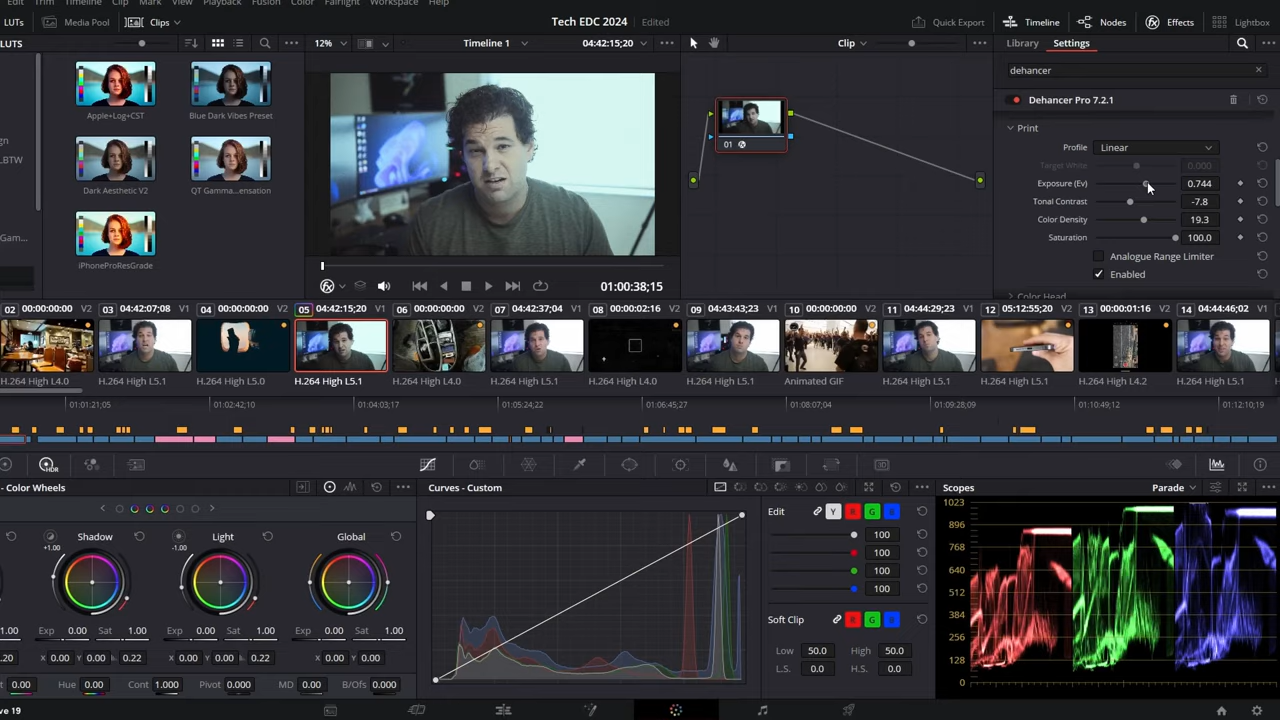 Edit Trim Timeline Clip Mark View Playback Fusion Color Fairlight Workspace Help
LUTs Media Pool Clips Tech EDC 2024 Edited Quick Export Timeline Nodes Effects Lightbox
LUTS 12% Timeline 1 04:42:15;20 Clip Library Settings
dehancer
Apple+Log+CST Blue Dark Vibes Preset
Dark Aesthetic V2 QT Gamma...ensation
iPhoneProResGrade
LBTW
Gam...
01
Dehancer Pro 7.2.1
Print
Profile Linear
Target White 0.000
Exposure (Ev) 0.744
Tonal Contrast -7.8
Color Density 19.3
Saturation 100.0
Analogue Range Limiter
Enabled
Color Head
01:00:38;15
02 00:00:00:00 V2 03 04:42:07;08 V1 04 00:00:00:00 V2 05 04:42:15;20 V1 06 00:00:00:00 V2 07 04:42:37;04 V1 08 00:00:02:16 V2 09 04:43:43;23 V1 10 00:00:00:00 V2 11 04:44:29;23 V1 12 05:12:55;20 V2 13 00:00:01:16 V2 14 04:44:46;02 V1
H.264 High L4.0 H.264 High L5.1 H.264 High L5.0 H.264 High L5.1 H.264 High L4.0 H.264 High L5.1 H.264 High L4.0 H.264 High L5.1 Animated GIF H.264 High L5.1 H.264 High L5.1 H.264 High L4.2 H.264 High L5.1
01:01:21;05 01:02:42;10 01:04:03;17 01:05:24;22 01:06:45;27 01:08:07;04 01:09:28;09 01:10:49;12 01:12:10;19
HDR
- Color Wheels Curves - Custom Scopes Parade
Shadow Light Global
+1.00 -1.00
1.00 Exp 0.00 Sat 1.00 Exp 0.00 Sat 1.00 Exp 0.00 Sat 1.00
.20 X 0.00 Y 0.00 0.22 X 0.00 Y 0.00 0.22 X 0.00 Y 0.00
t 0.00 Hue 0.00 Cont 1.000 Pivot 0.000 MD 0.00 B/Ofs 0.000
Edit Y R G B
100
100
100
100
Soft Clip R G B
Low 50.0 High 50.0
L.S. 0.0 H.S. 0.0
1023
896
768
640
512
384
256
128
0
ve 19